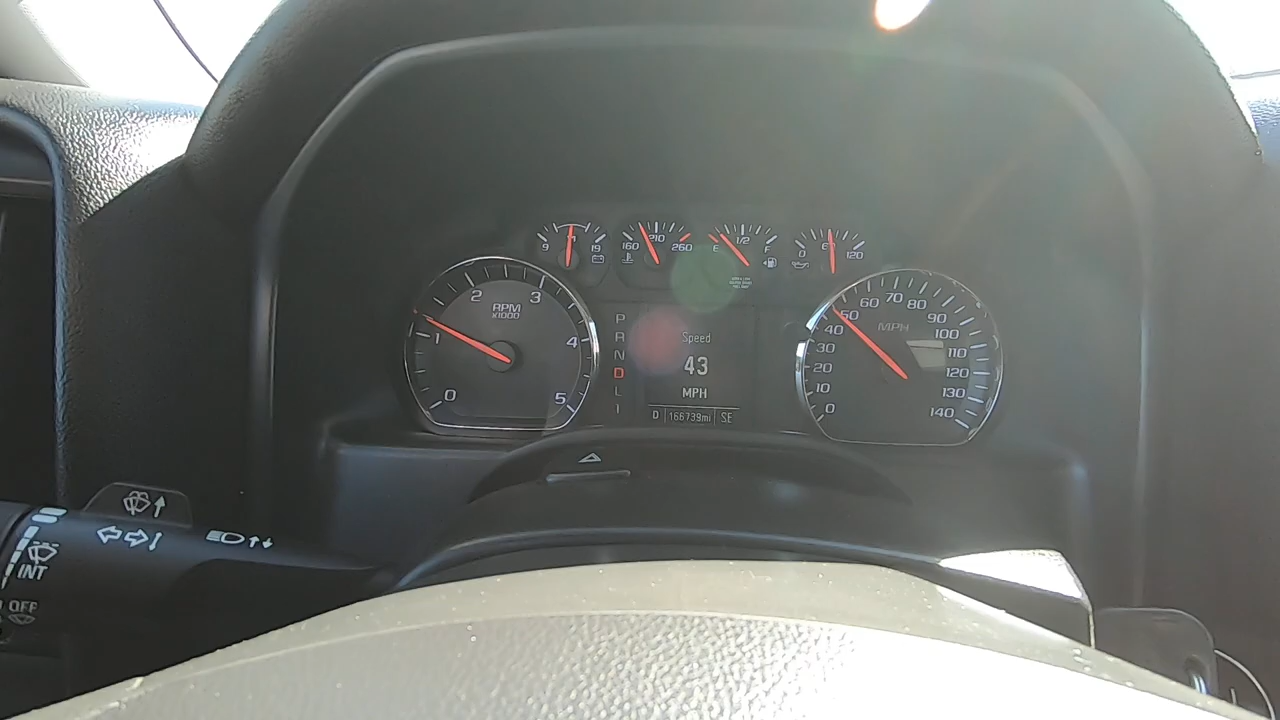 9 19
160 210 260
E 1/2 F
0 120
0 1 2 3 4 5
RPM
X1000
P
R
N
D
L
I
Speed
43
MPH
D 166739mi SE
MPH
0 10 20 30 40 50 60 70 80 90 100 110 120 130 140
INT
OFF